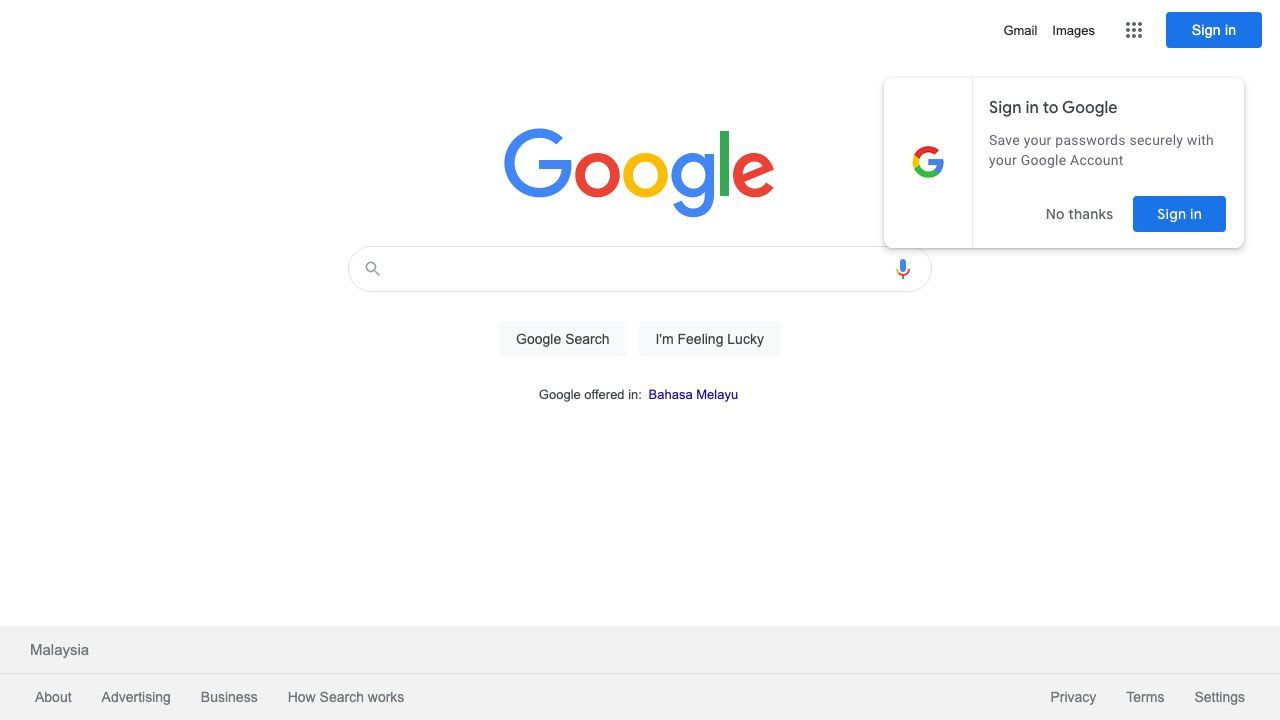 Gmail Images Sign in
Sign in to Google
Save your passwords securely with
your Google Account
No thanks Sign in
Google
Google Search I'm Feeling Lucky
Google offered in: Bahasa Melayu
Malaysia
About Advertising Business How Search works Privacy Terms Settings